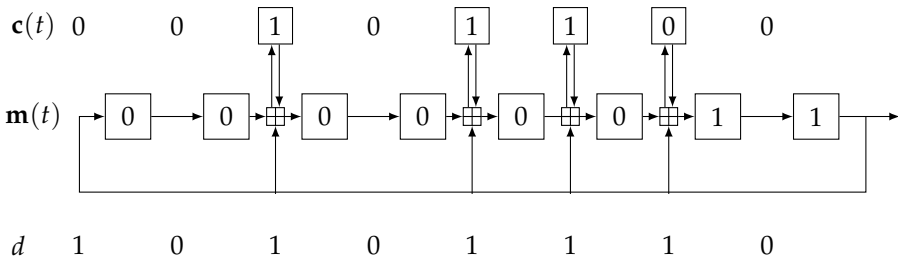 c(t) 0 0 1 0 1 1 0 0
m(t) 0 0 0 0 0 0 1 1
d 1 0 1 0 1 1 1 0